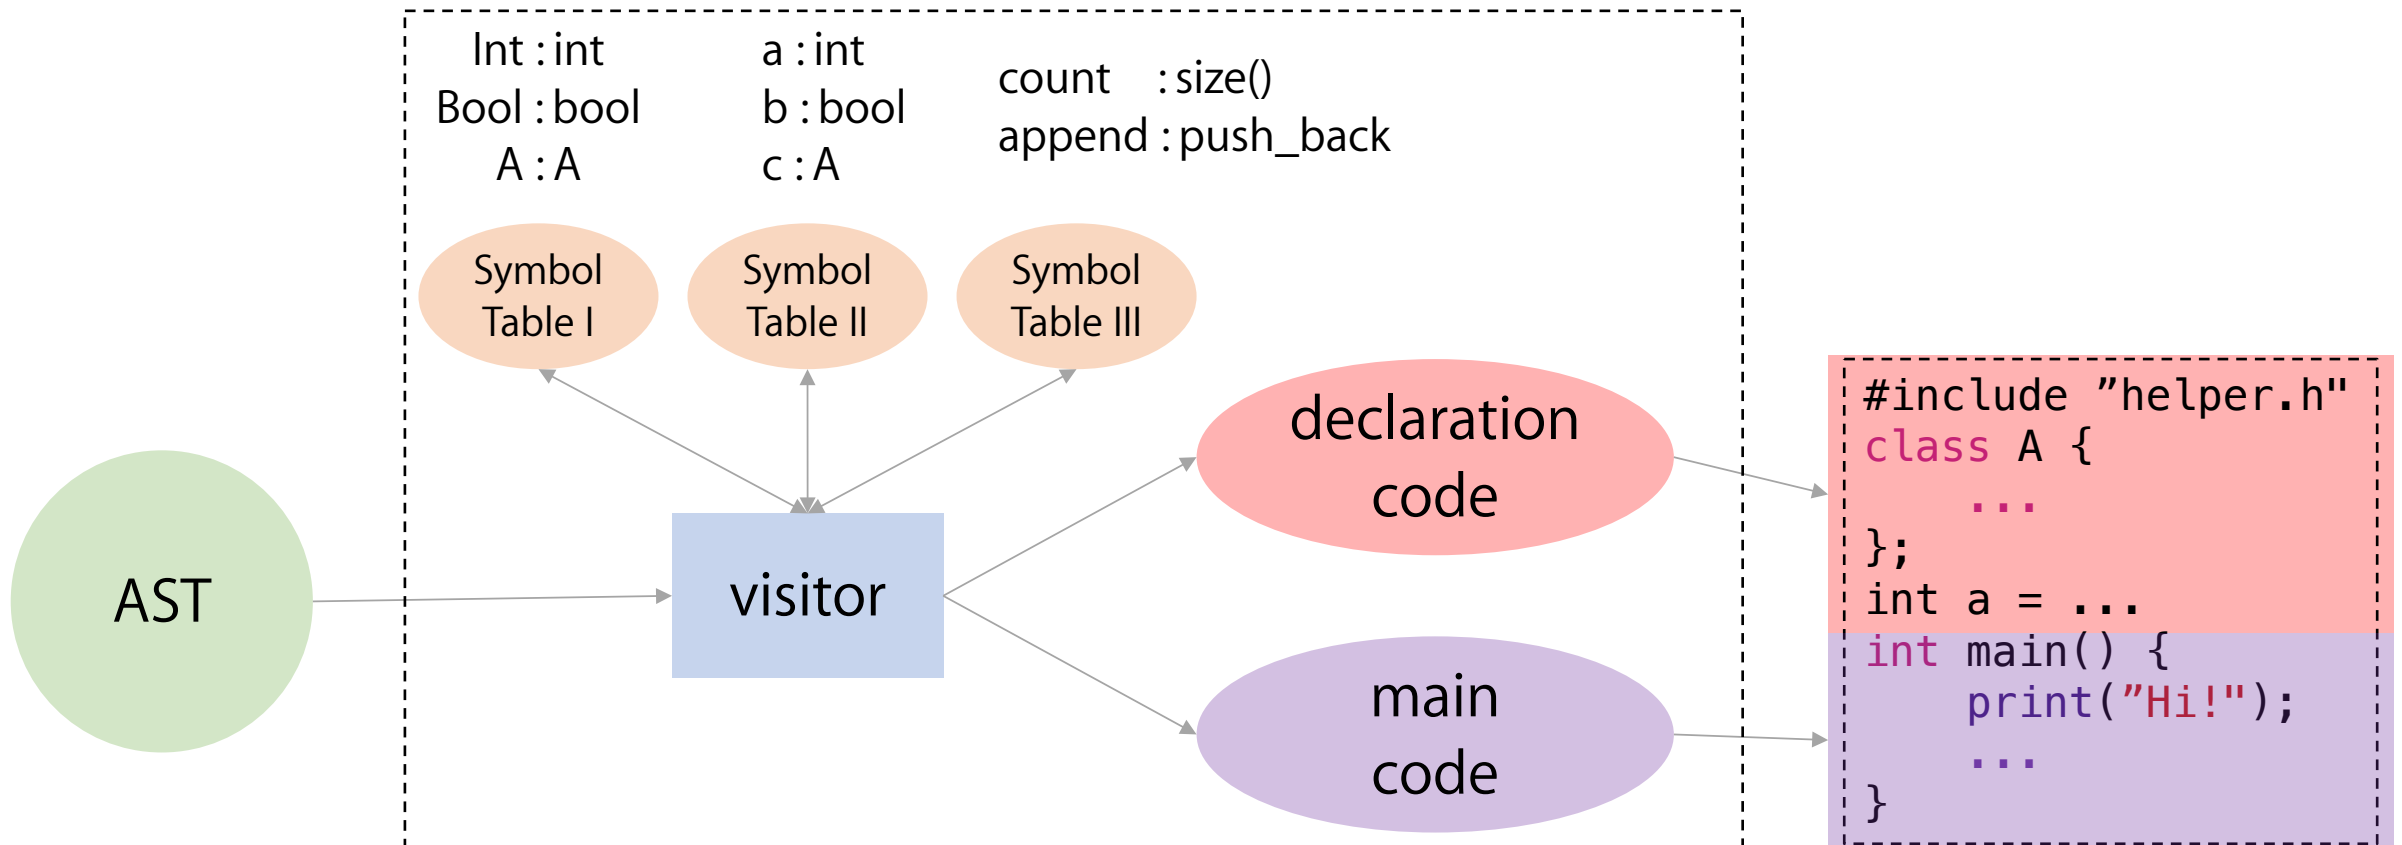 Int : int
Bool : bool
A : A
a : int
b : bool
c : A
count : size()
append : push_back
Symbol
Table I
Symbol
Table II
Symbol
Table III
AST
visitor
declaration
code
main
code
#include ”helper.h"
class A {
...
};
int a = ...
int main() {
print(”Hi!");
...
}